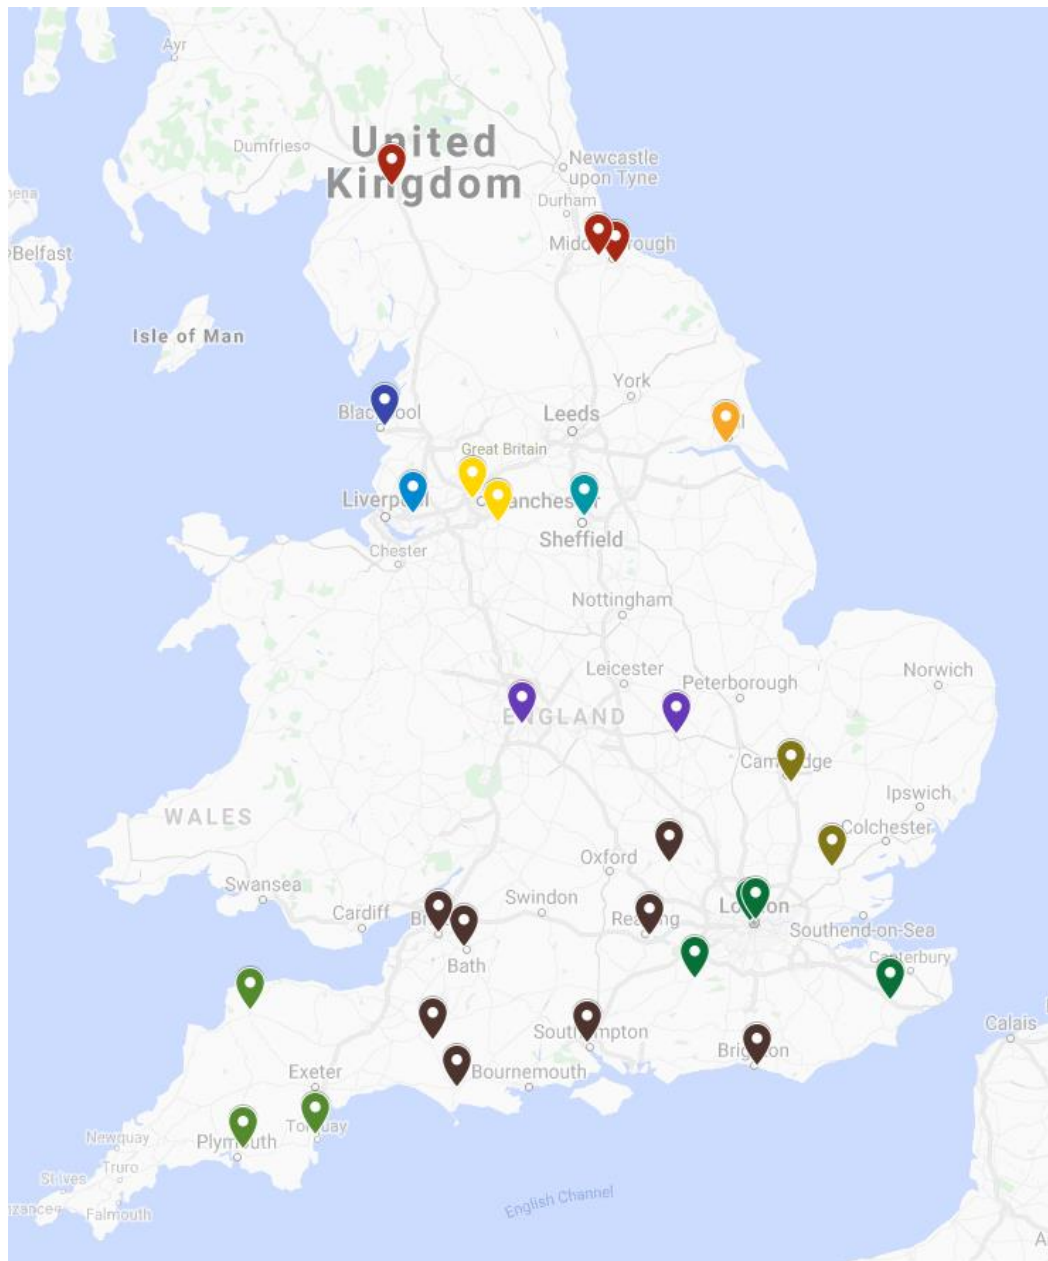 Ayr
United
Kingdom
Dumfries
Newcastle
upon Tyne
Durham
Belfast
Isle of Man
York
Leeds
Great Britain
Liverp
Sheffield
Chester
Nottingham
Leicester
Peterborough
Norwich
ENGLAND
Ipswich
WALES
Colchester
Oxford
Swansea
Swindon
Cardiff
Southend-on-Sea
Bath
Canterbury
Calais
Bournemouth
Exeter
Newquay
Truro
St Ives
Falmouth
English Channel